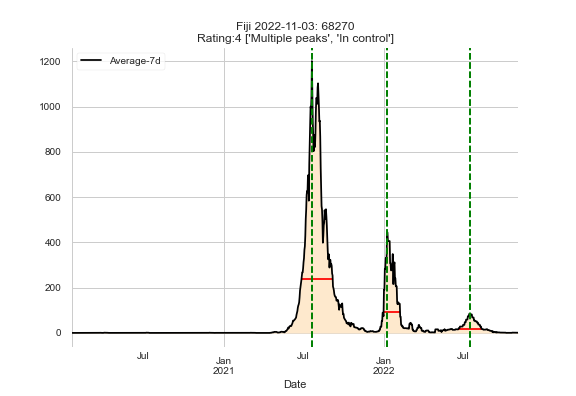 Fiji 2022-11-03: 68270
Rating:4 ['Multiple peaks', 'In control']
Average-7d
1200
1000
800
600
400
200
0
Jul
Jan
2021
Jul
Jan
2022
Jul
Date